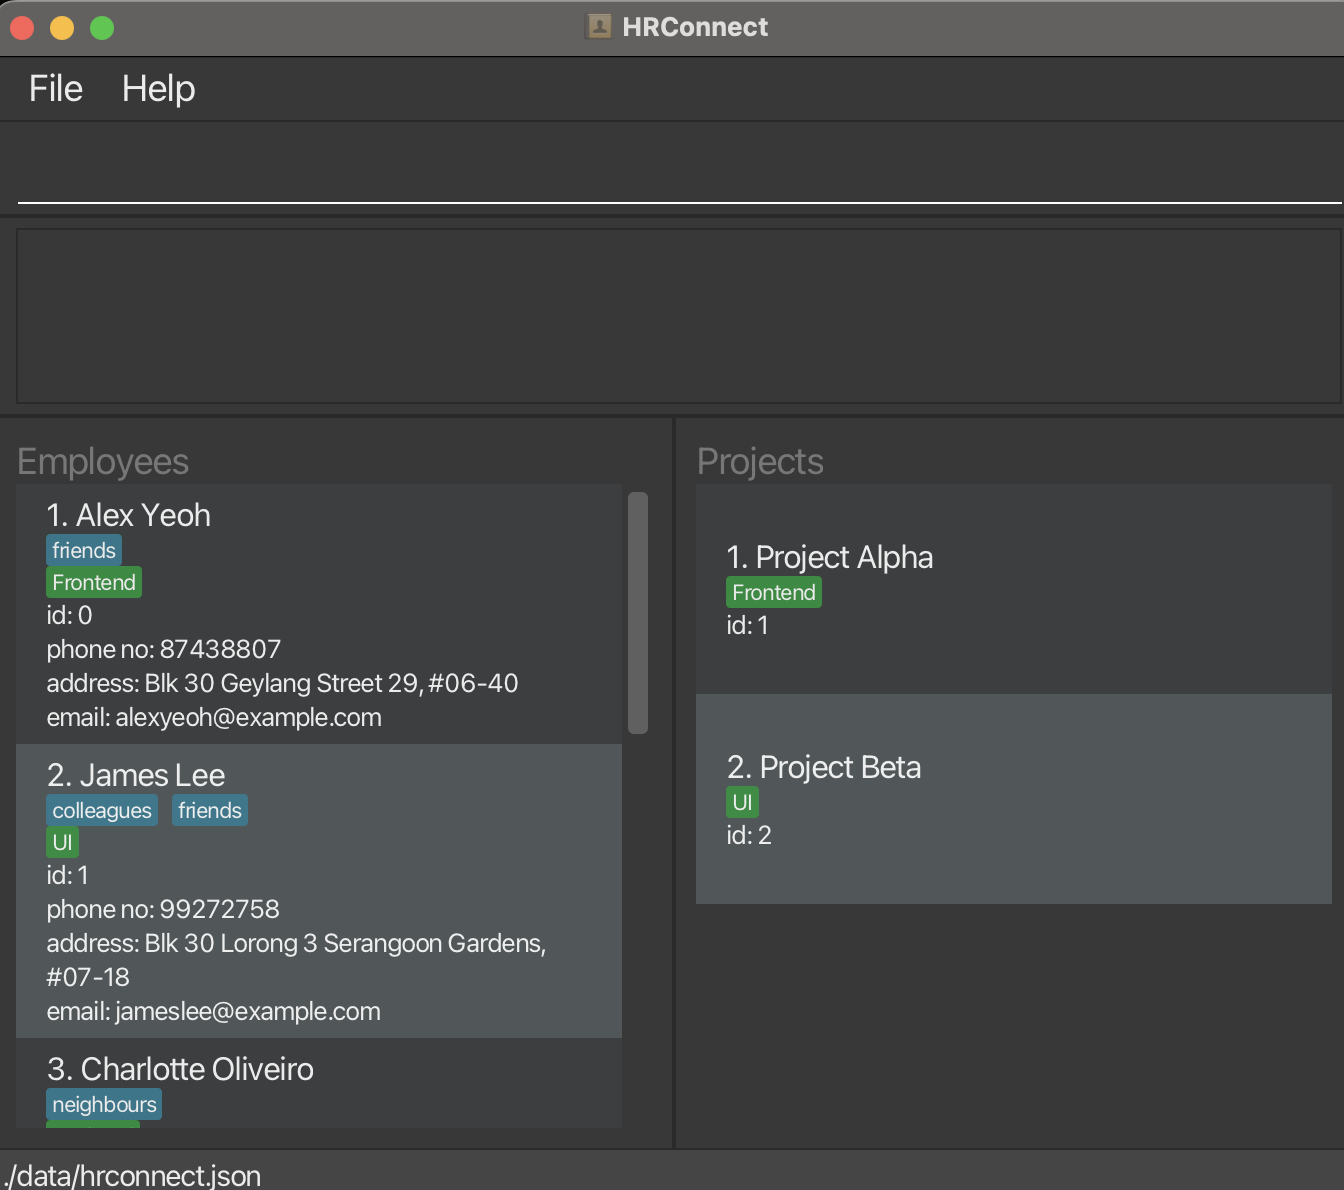 HRConnect
File Help
Employees
1. Alex Yeoh
friends
Frontend
id: 0
phone no: 87438807
address: Blk 30 Geylang Street 29, #06-40
email: alexyeoh@example.com
2. James Lee
colleagues friends
UI
id: 1
phone no: 99272758
address: Blk 30 Lorong 3 Serangoon Gardens,
#07-18
email: jameslee@example.com
3. Charlotte Oliveiro
neighbours
Projects
1. Project Alpha
Frontend
id: 1
2. Project Beta
UI
id: 2
./data/hrconnect.json